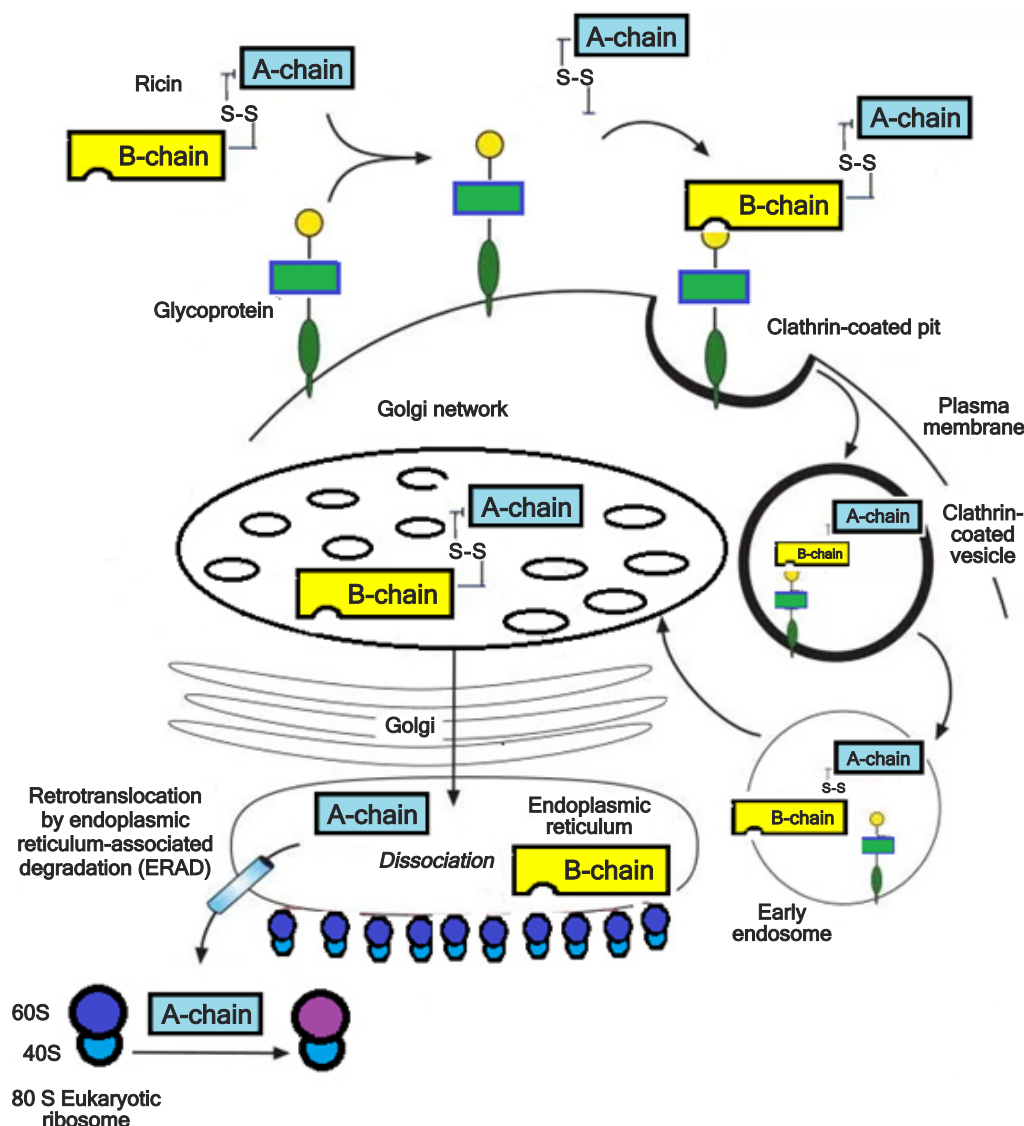 A-chain
Ricin
S-S
B-chain
A-chain
S-S
A-chain
S-S
B-chain
Glycoprotein
Clathrin-coated pit
Golgi network
Plasma
membrane
A-chain
S-S
B-chain
A-chain
B-chain
Clathrin-
coated
vesicle
Golgi
A-chain
S-S
B-chain
Early
endosome
Retrotranslocation
by endoplasmic
reticulum-associated
degradation (ERAD)
A-chain
Endoplasmic
reticulum
Dissociation
B-chain
60S
A-chain
40S
80 S Eukaryotic
ribosome